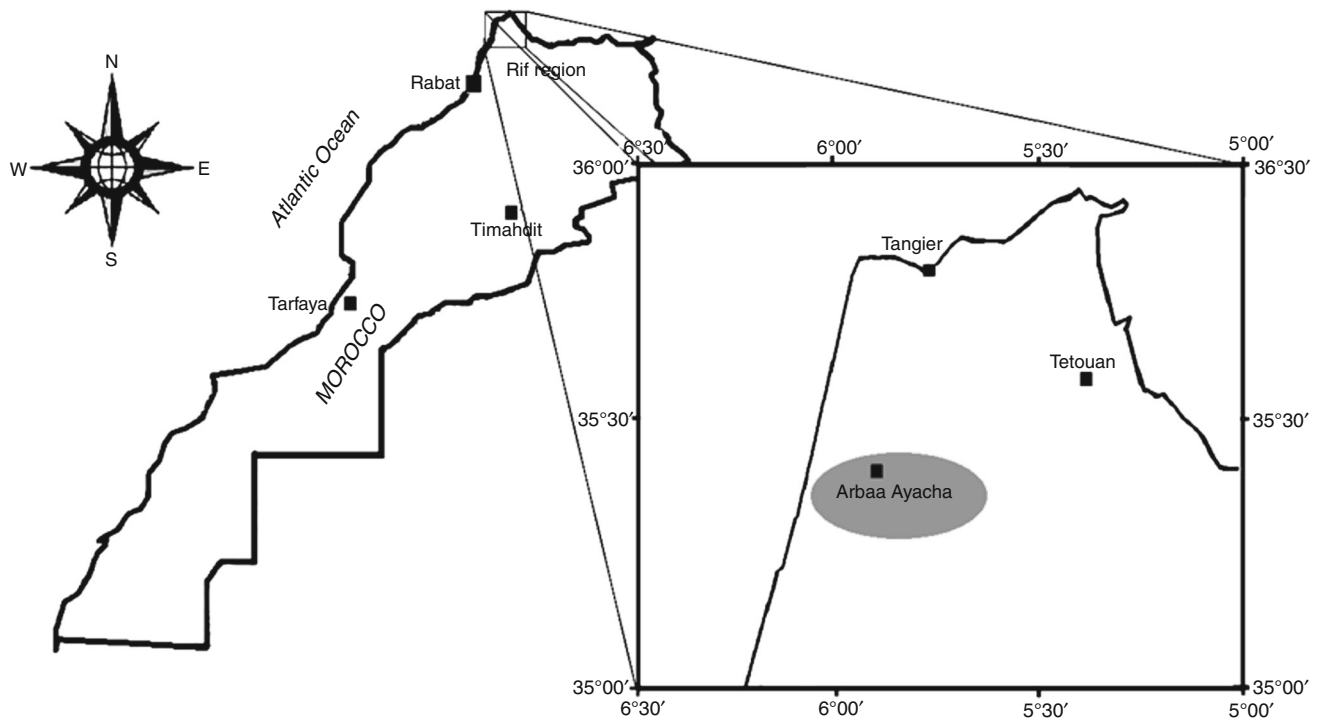 N
W
E
S
Atlantic Ocean
Rabat
Rif region
Timahdit
Tarfaya
MOROCCO
6°30′
6°00′
5°30′
5°00′
36°00′
36°30′
Tangier
Tetouan
35°30′
35°30′
Arbaa Ayacha
35°00′
35°00′
6°30′
6°00′
5°30′
5°00′